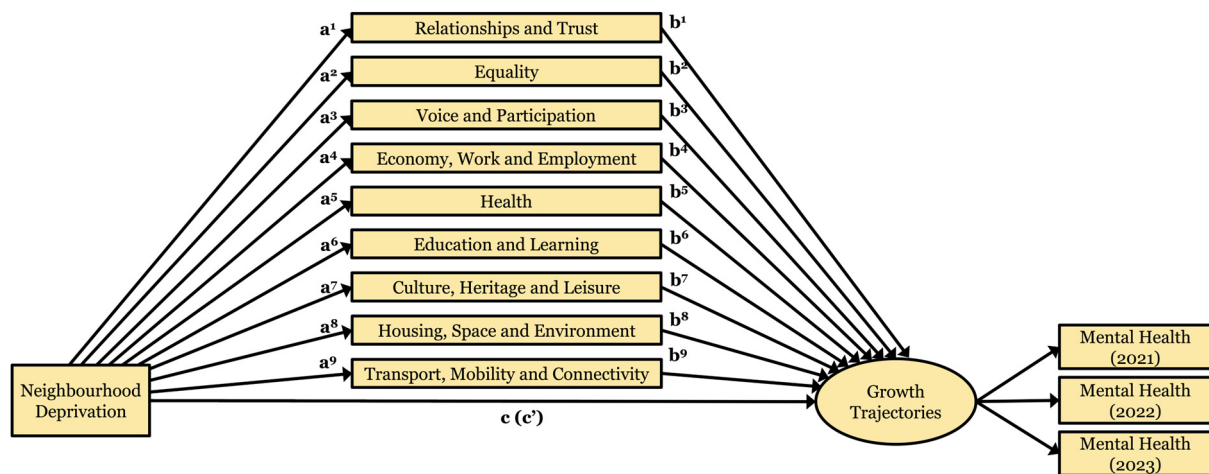 a¹ Relationships and Trust b¹
a² Equality b²
a³ Voice and Participation b³
a⁴ Economy, Work and Employment b⁴
a⁵ Health b⁵
a⁶ Education and Learning b⁶
a⁷ Culture, Heritage and Leisure b⁷
a⁸ Housing, Space and Environment b⁸
a⁹ Transport, Mobility and Connectivity b⁹
Neighbourhood
Deprivation
c (c’)
Growth
Trajectories
Mental Health
(2021)
Mental Health
(2022)
Mental Health
(2023)